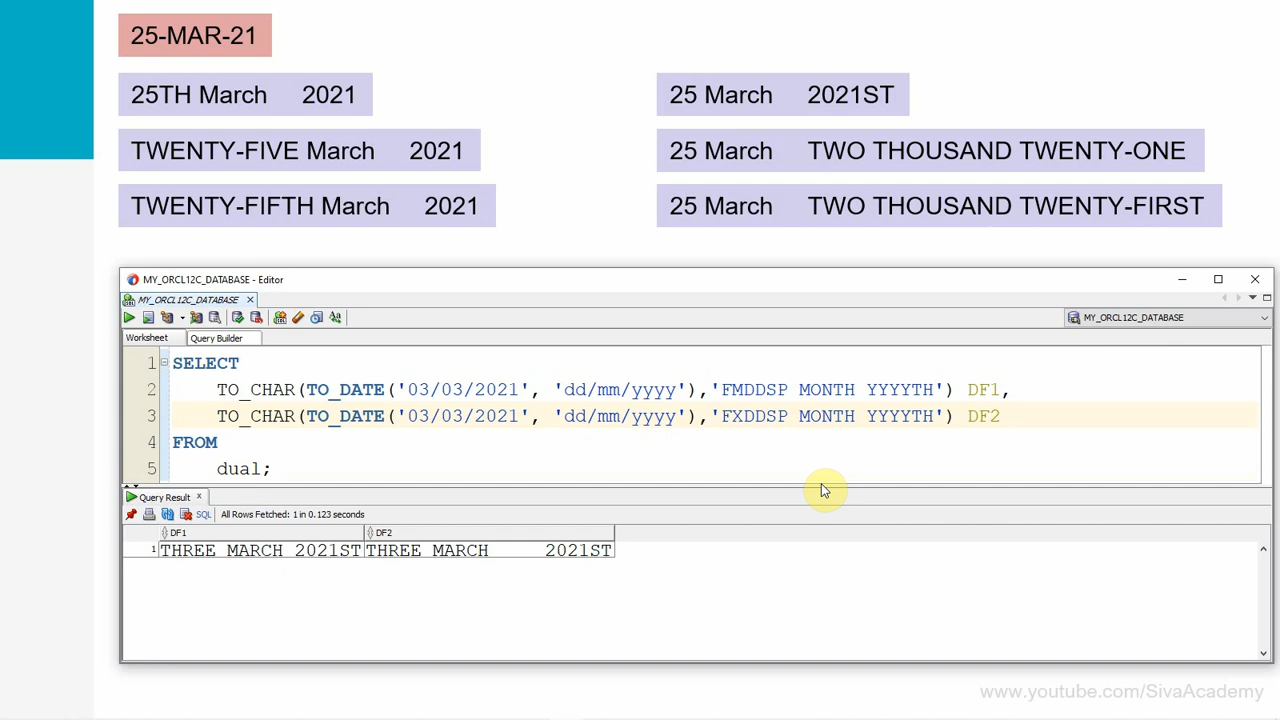 25-MAR-21
25TH March 2021
25 March 2021ST
TWENTY-FIVE March 2021
25 March TWO THOUSAND TWENTY-ONE
TWENTY-FIFTH March 2021
25 March TWO THOUSAND TWENTY-FIRST
MY_ORCL12C_DATABASE - Editor
MY_ORCL12C_DATABASE
MY_ORCL12C_DATABASE
Worksheet Query Builder
1 SELECT
2 TO_CHAR(TO_DATE('03/03/2021', 'dd/mm/yyyy'),'FMDDSP MONTH YYYYTH') DF1,
3 TO_CHAR(TO_DATE('03/03/2021', 'dd/mm/yyyy'),'FXDDSP MONTH YYYYTH') DF2
4 FROM
5 dual;
Query Result
SQL All Rows Fetched: 1 in 0.123 seconds
DF1 DF2
1 THREE MARCH 2021ST THREE MARCH 2021ST
www.youtube.com/SivaAcademy